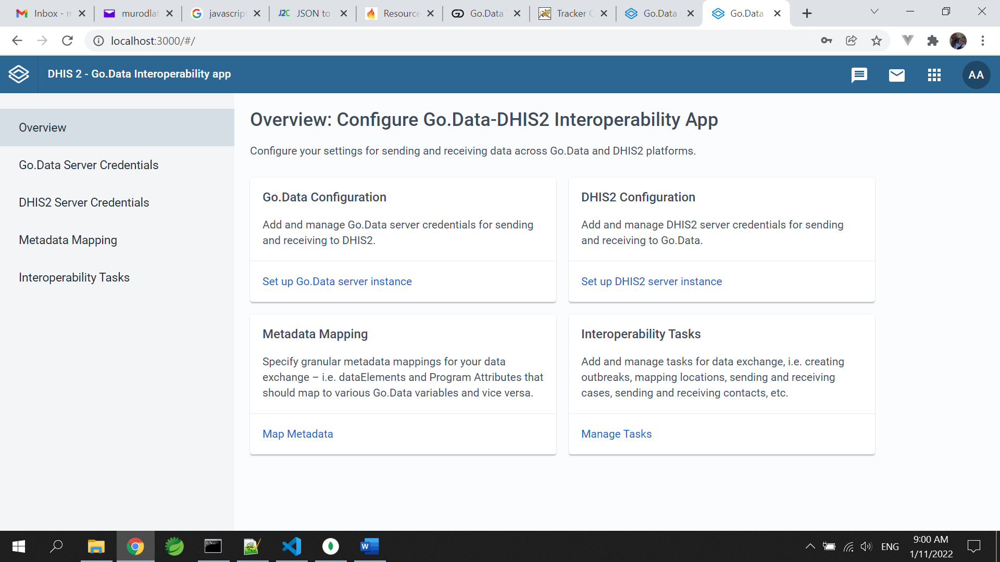 Inbox - m
murodlat
javascript
J2C JSON to
Resource
Go.Data
Tracker C
Go.Data
Go.Data
localhost:3000/#/
DHIS 2 - Go.Data Interoperability app
AA
Overview
Go.Data Server Credentials
DHIS2 Server Credentials
Metadata Mapping
Interoperability Tasks
Overview: Configure Go.Data-DHIS2 Interoperability App
Configure your settings for sending and receiving data across Go.Data and DHIS2 platforms.
Go.Data Configuration
Add and manage Go.Data server credentials for sending
and receiving to DHIS2.
Set up Go.Data server instance
DHIS2 Configuration
Add and manage DHIS2 server credentials for sending
and receiving to Go.Data.
Set up DHIS2 server instance
Metadata Mapping
Specify granular metadata mappings for your data
exchange – i.e. dataElements and Program Attributes that
should map to various Go.Data variables and vice versa.
Map Metadata
Interoperability Tasks
Add and manage tasks for data exchange, i.e. creating
outbreaks, mapping locations, sending and receiving
cases, sending and receiving contacts, etc.
Manage Tasks
ENG
9:00 AM
1/11/2022